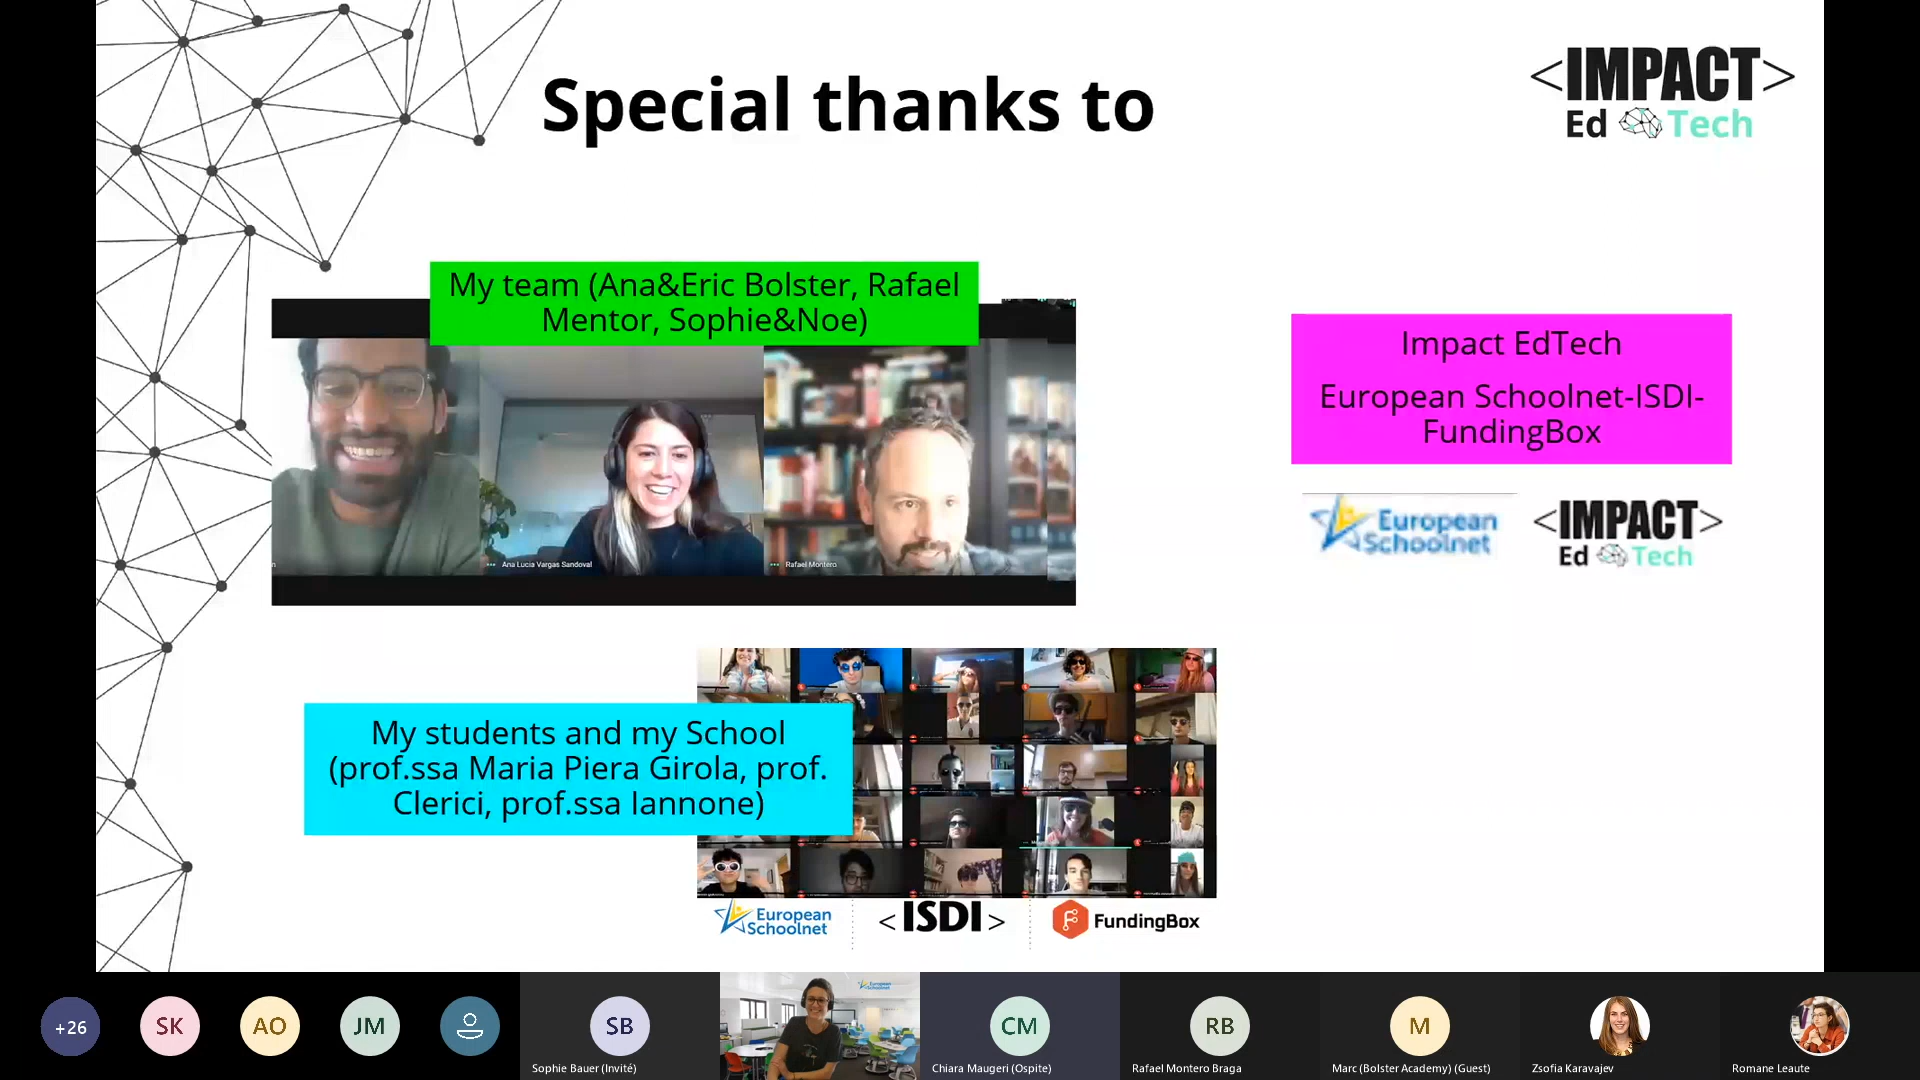 Special thanks to
<IMPACT>
Ed Tech
My team (Ana&Eric Bolster, Rafael
Mentor, Sophie&Noe)
Ana Lucia Vargas Sandoval
Rafael Montero
Impact EdTech
European Schoolnet-ISDI-
FundingBox
European
Schoolnet
<IMPACT>
Ed Tech
My students and my School
(prof.ssa Maria Piera Girola, prof.
Clerici, prof.ssa Iannone)
European
Schoolnet
<ISDI>
FundingBox
+26
SK
AO
JM
SB
Sophie Bauer (Invité)
European
Schoolnet
CM
Chiara Maugeri (Ospite)
RB
Rafael Montero Braga
M
Marc (Bolster Academy) (Guest)
Zsofia Karavajev
Romane Leaute